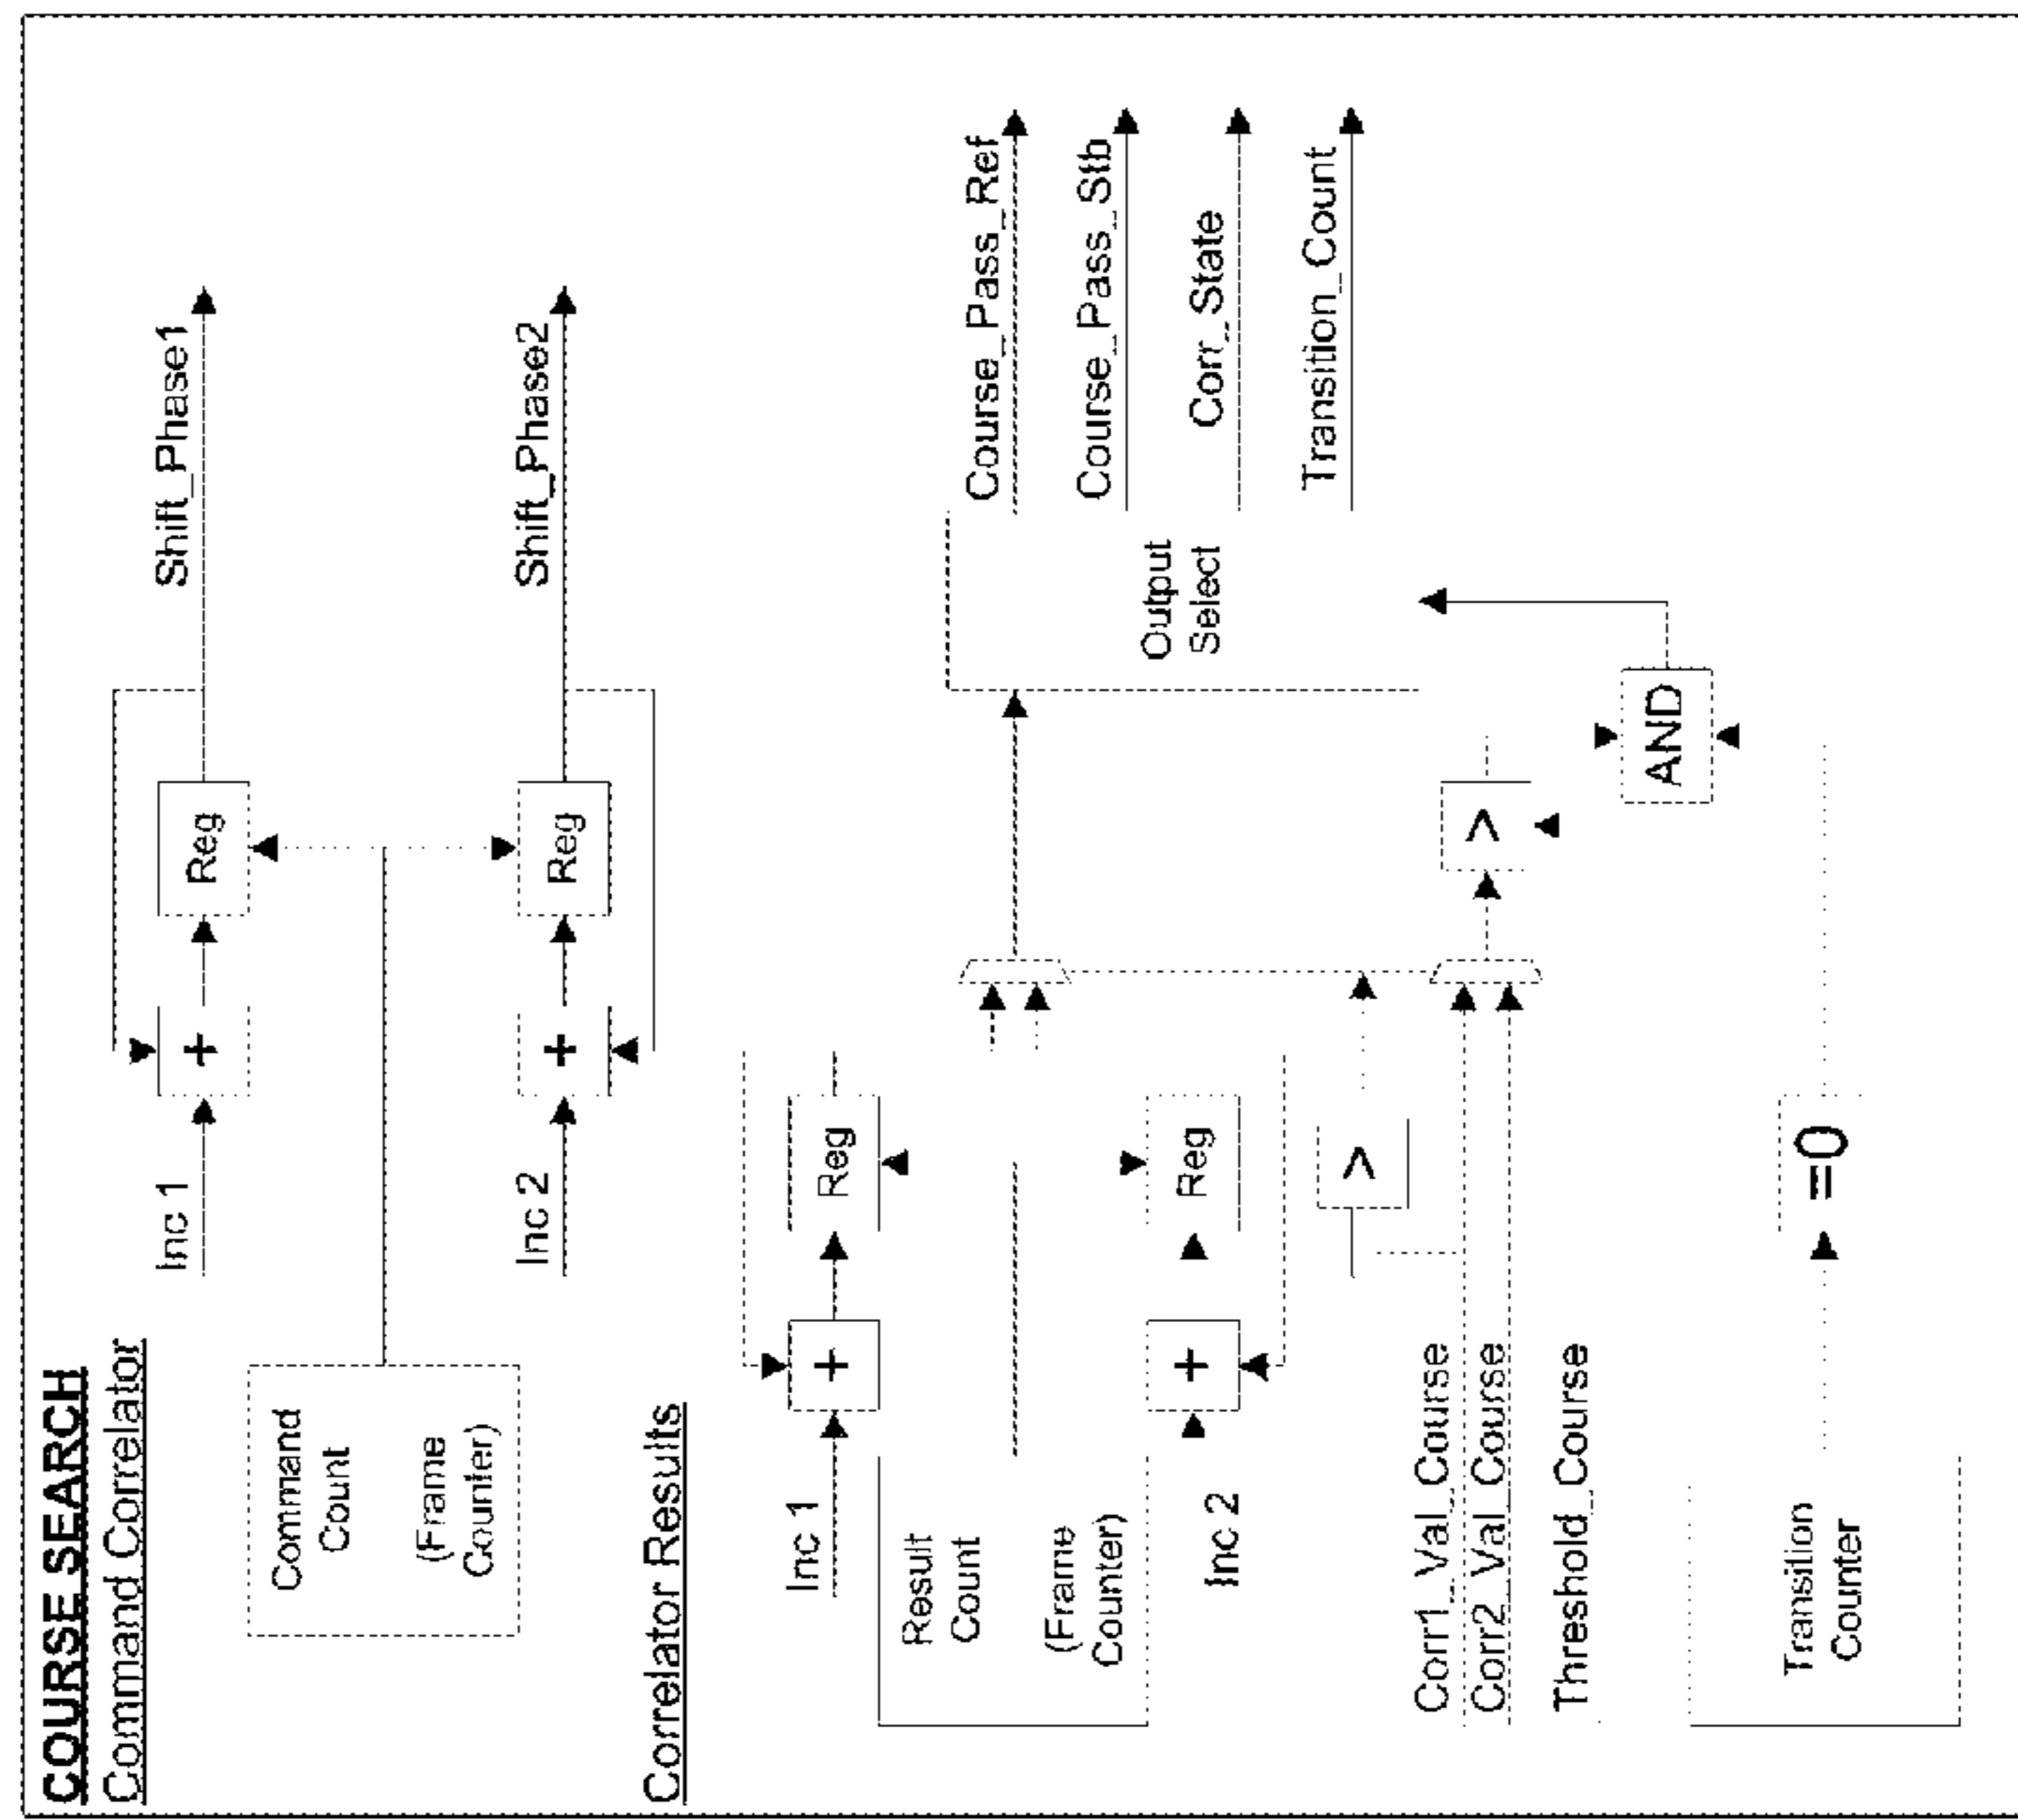 COURSE SEARCH
Command Correlator
Inc 1
+
Reg
Shift_Phase1
Command
Count
(Frame
Counter)
Inc 2
+
Reg
Shift_Phase2
Correlator Results
Inc 1
+
Reg
Result
Count
(Frame
Counter)
Inc 2
+
Reg
>
Output
Select
Course_Pass_Ref
Course_Pass_Stb
Corr_State
Transition_Count
Corr1_Val_Course
Corr2_Val_Course
Threshold_Course
>
AND
Transition
Counter
=0